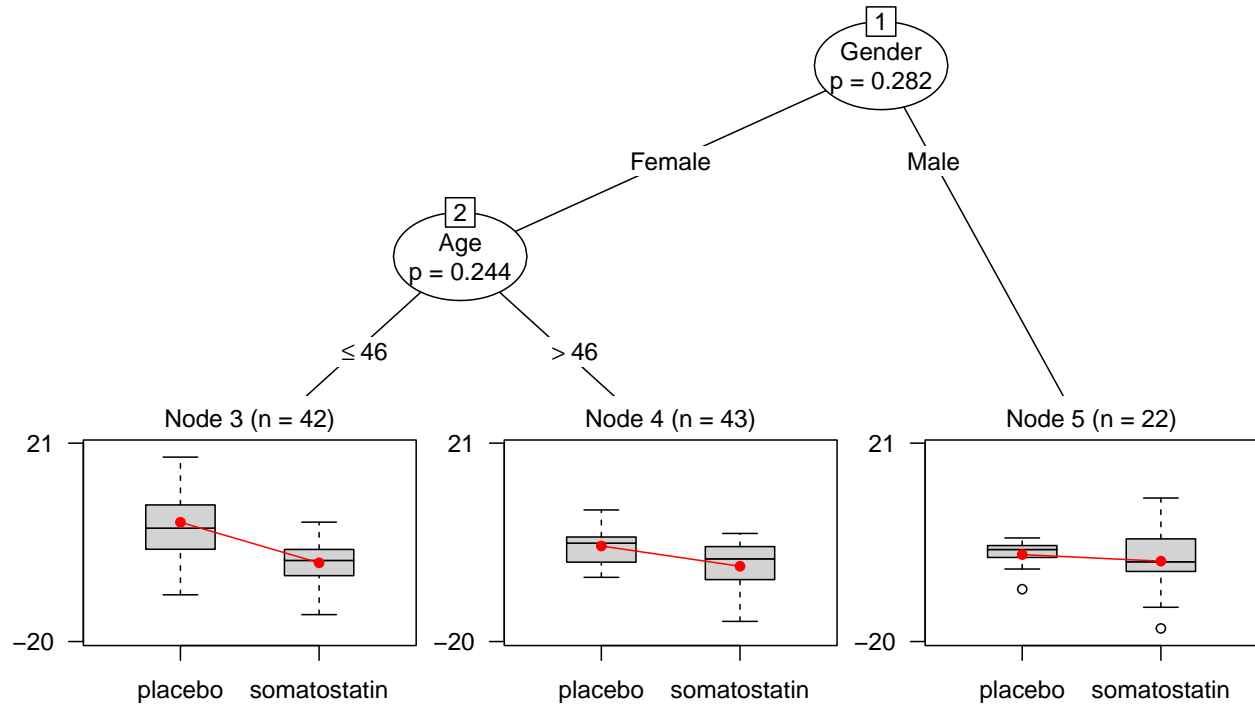 1
Gender
p = 0.282
Female
Male
2
Age
p = 0.244
≤ 46
> 46
Node 3 (n = 42)
21
−20
placebo
somatostatin
Node 4 (n = 43)
21
−20
placebo
somatostatin
Node 5 (n = 22)
21
−20
placebo
somatostatin